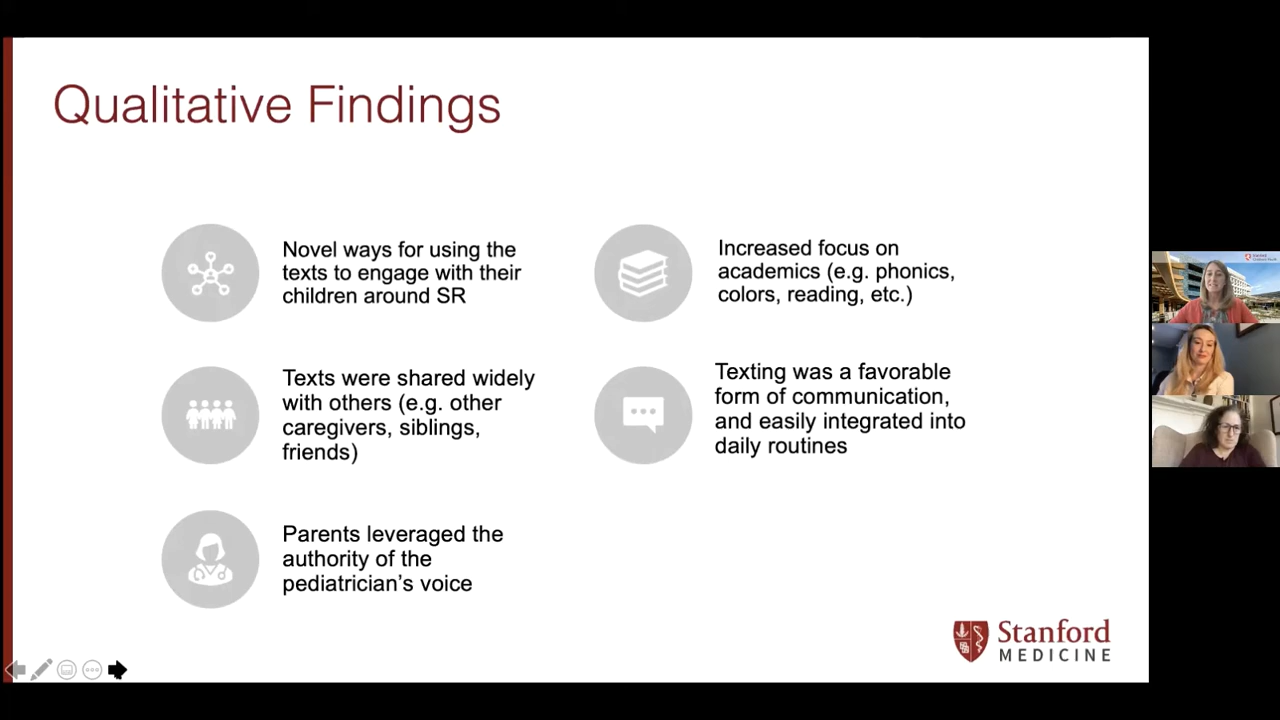 Qualitative Findings
Novel ways for using the
texts to engage with their
children around SR
Texts were shared widely
with others (e.g. other
caregivers, siblings,
friends)
Parents leveraged the
authority of the
pediatrician’s voice
Increased focus on
academics (e.g. phonics,
colors, reading, etc.)
Texting was a favorable
form of communication,
and easily integrated into
daily routines
Stanford
MEDICINE